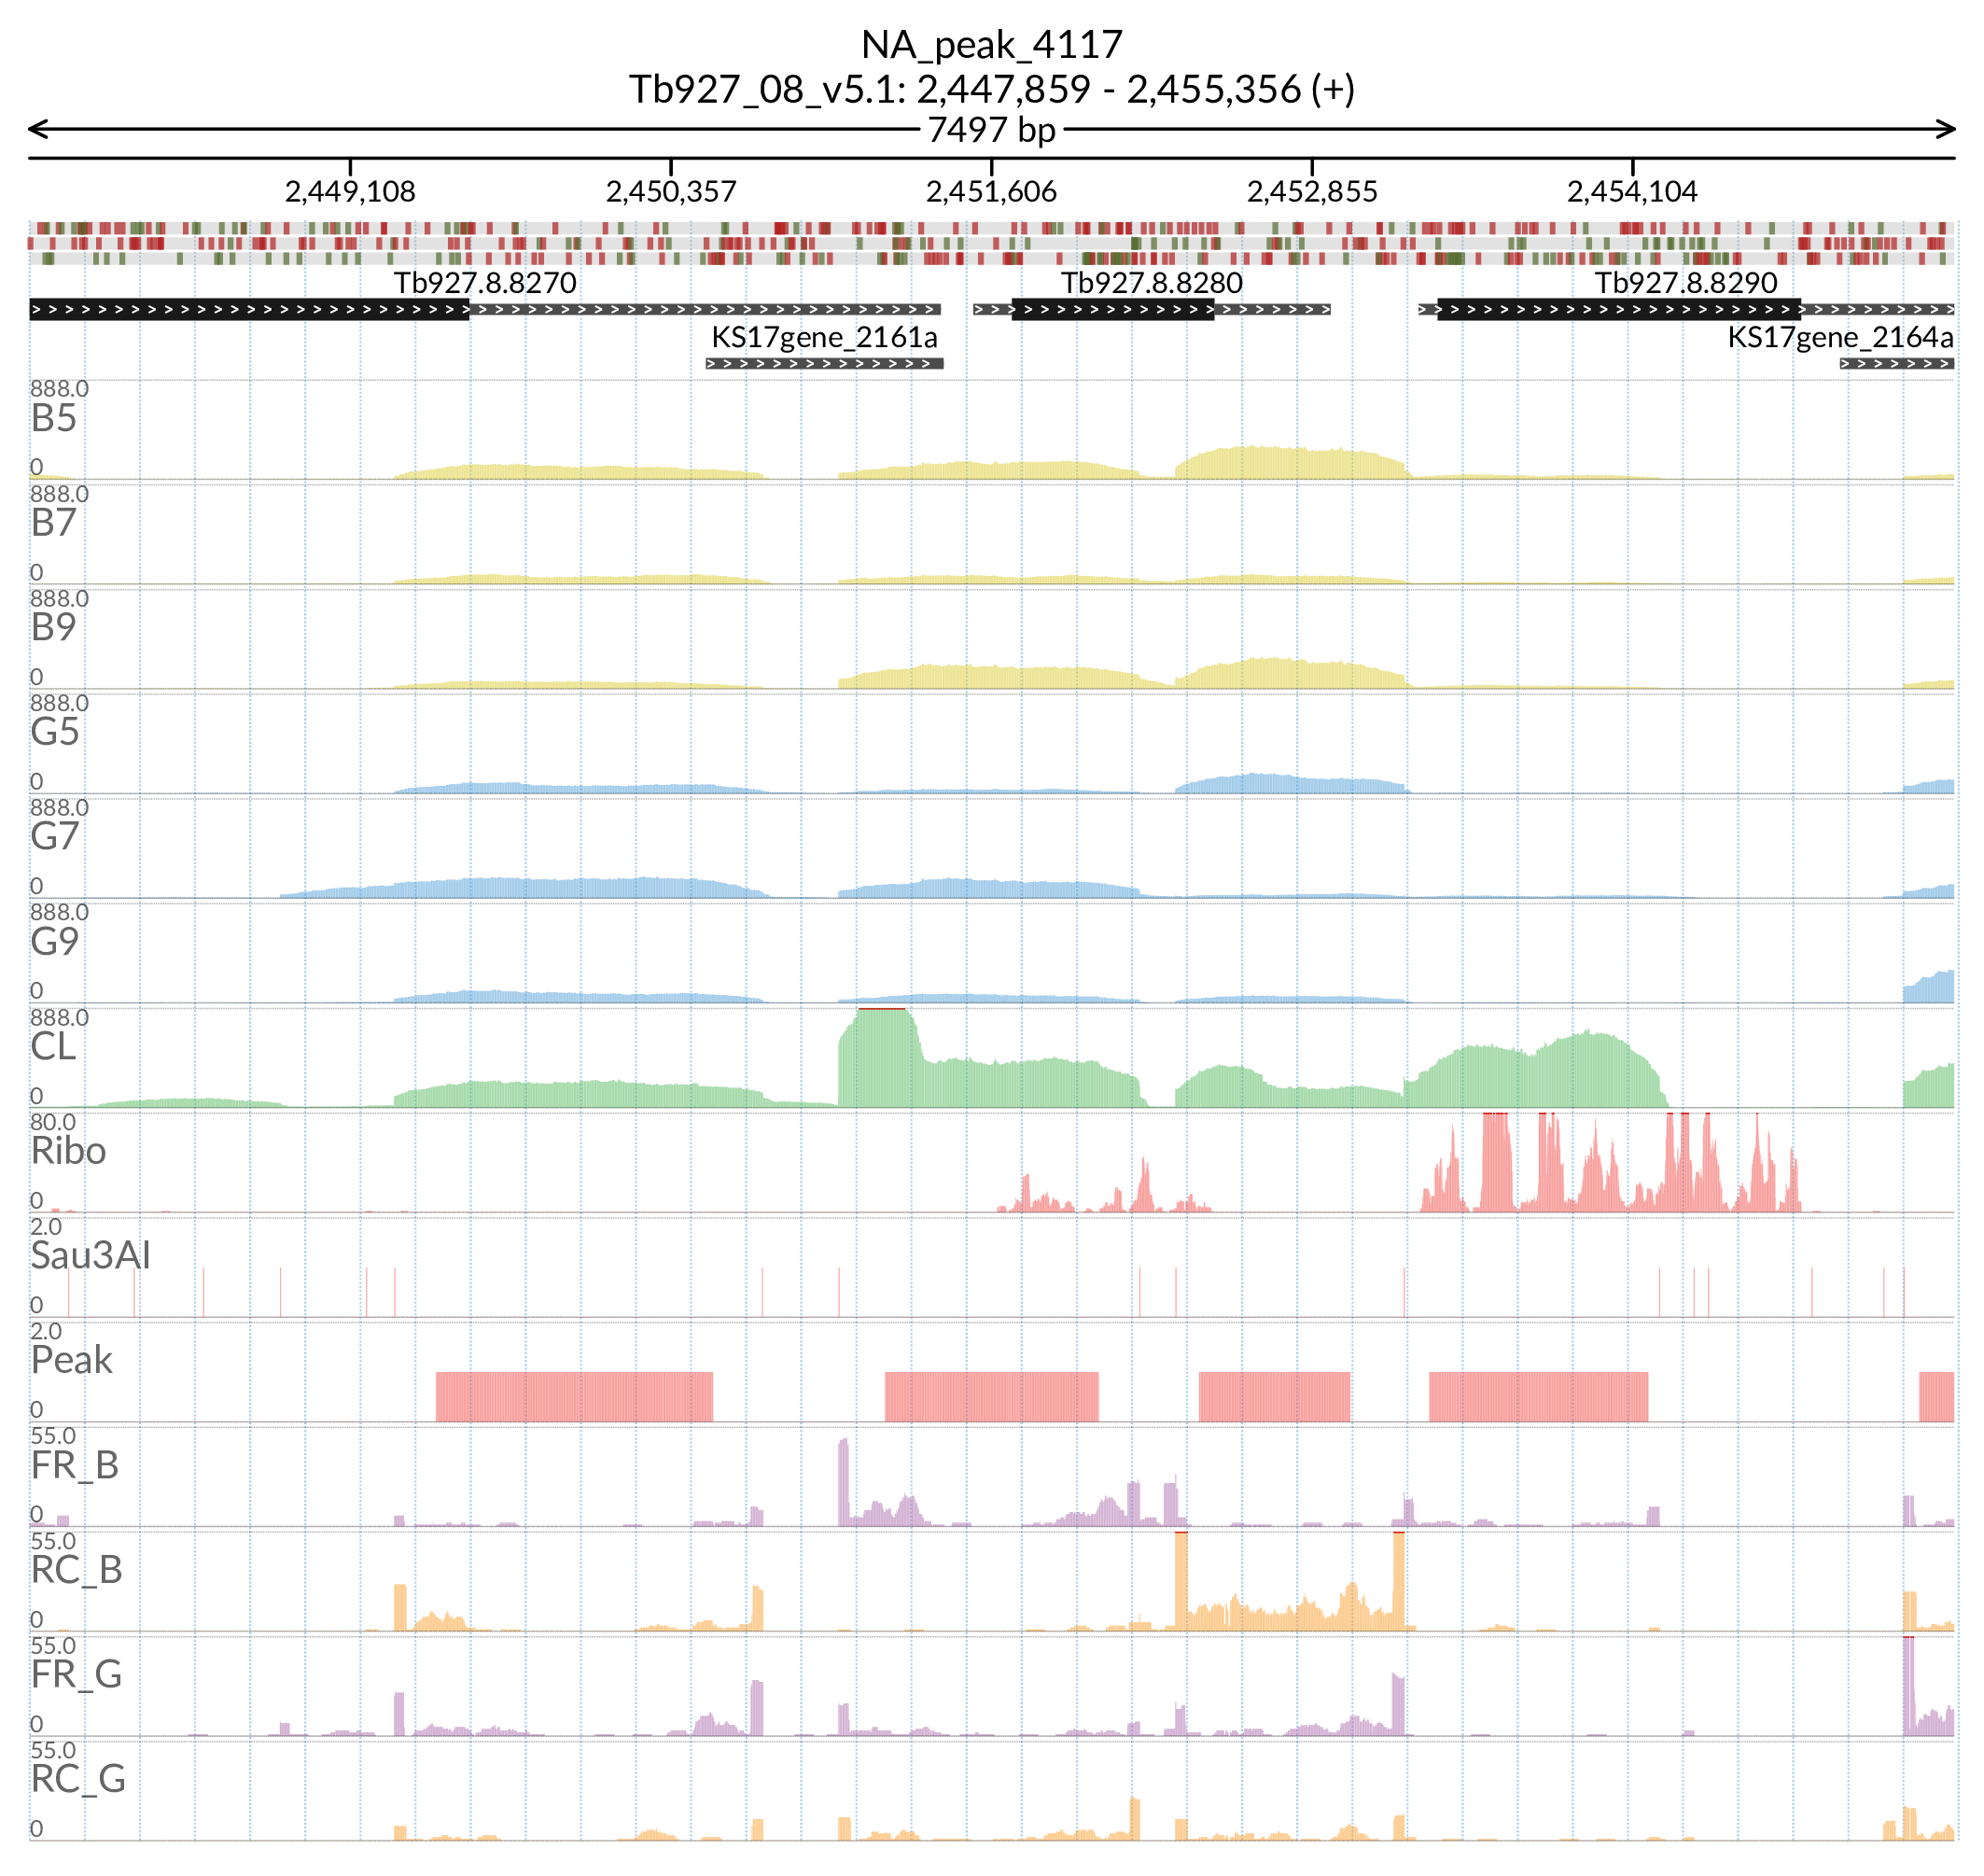 NA_peak_4117
Tb927_08_v5.1: 2,447,859 - 2,455,356 (+)
7497 bp
2,449,108 2,450,357 2,451,606 2,452,855 2,454,104
Tb927.8.8270 Tb927.8.8280 Tb927.8.8290
KS17gene_2161a KS17gene_2164a
888.0
B5
0
888.0
B7
0
888.0
B9
0
888.0
G5
0
888.0
G7
0
888.0
G9
0
888.0
CL
0
80.0
Ribo
0
2.0
Sau3AI
0
2.0
Peak
0
55.0
FR_B
0
55.0
RC_B
0
55.0
FR_G
0
55.0
RC_G
0